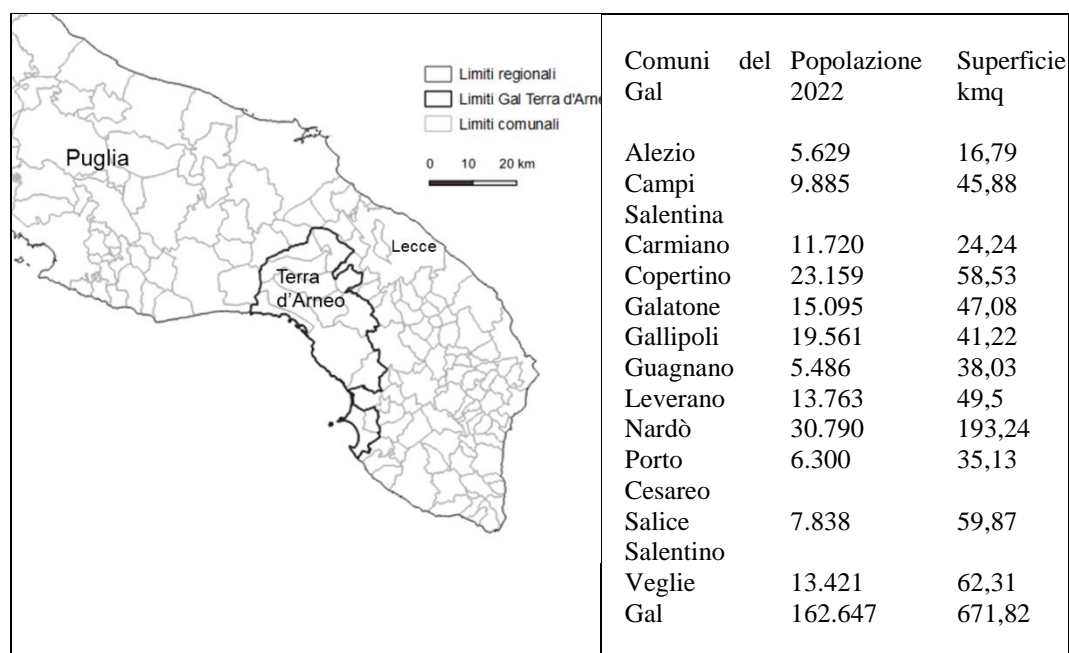 Limiti regionali
Limiti Gal Terra d'Arne
Limiti comunali
0 10 20 km
Puglia
Lecce
Terra
d'Arneo
Comuni del Popolazione Superficie
Gal 2022 kmq
Alezio 5.629 16,79
Campi 9.885 45,88
Salentina
Carmiano 11.720 24,24
Copertino 23.159 58,53
Galatone 15.095 47,08
Gallipoli 19.561 41,22
Guagnano 5.486 38,03
Leverano 13.763 49,5
Nardò 30.790 193,24
Porto 6.300 35,13
Cesareo
Salice 7.838 59,87
Salentino
Veglie 13.421 62,31
Gal 162.647 671,82